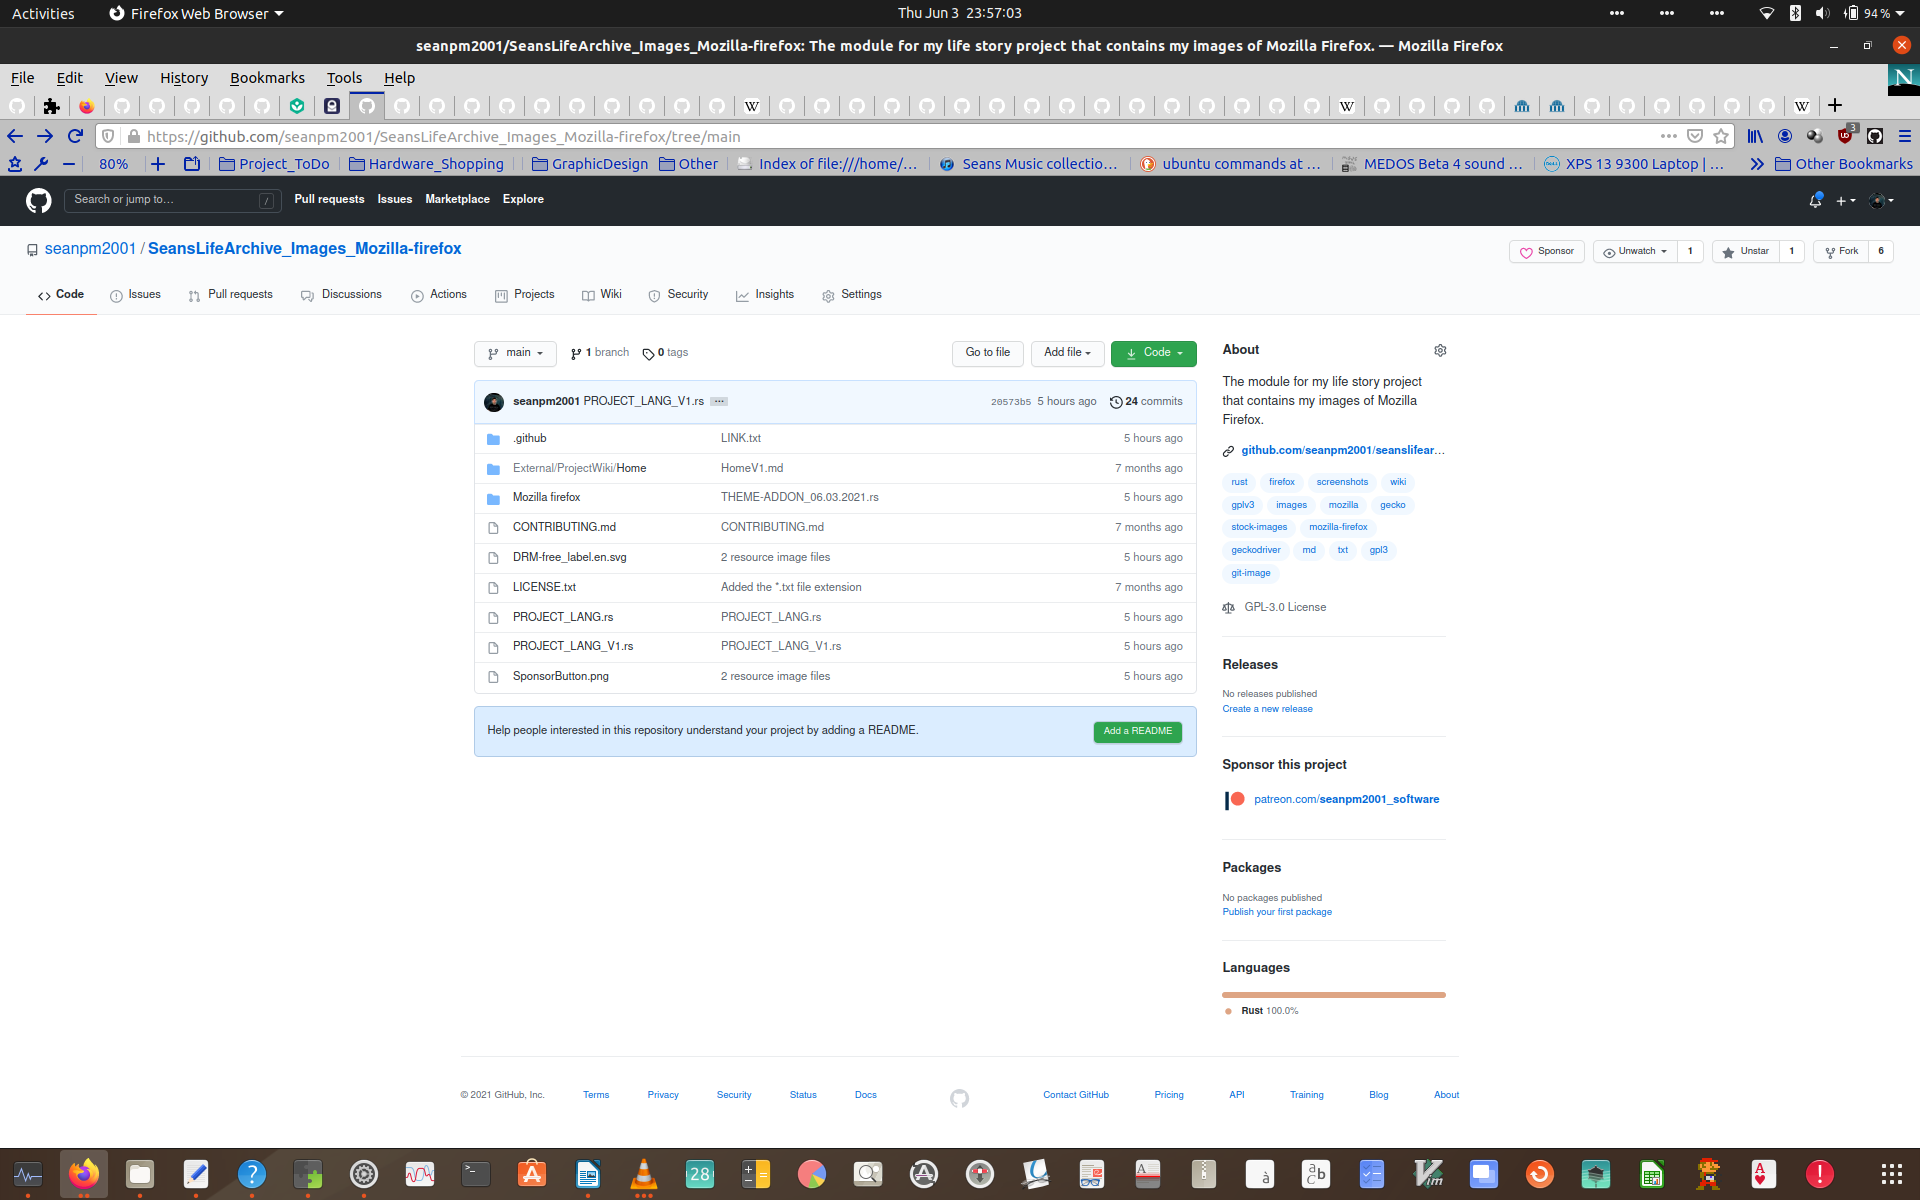 Activities
Firefox Web Browser
Thu Jun 3 23:57:03
94 %
seanpm2001/SeansLifeArchive_Images_Mozilla-firefox: The module for my life story project that contains my images of Mozilla Firefox. — Mozilla Firefox
File Edit View History Bookmarks Tools Help
N
W W W
https://github.com/seanpm2001/SeansLifeArchive_Images_Mozilla-firefox/tree/main
3
80%
Project_ToDo
Hardware_Shopping
GraphicDesign
Other
Index of file:///home/…
Seans Music collectio…
ubuntu commands at …
MEDOS Beta 4 sound …
XPS 13 9300 Laptop | …
Other Bookmarks
Search or jump to…
/
Pull requests Issues Marketplace Explore
seanpm2001 / SeansLifeArchive_Images_Mozilla-firefox
Sponsor
Unwatch 1
Unstar 1
Fork 6
Code Issues Pull requests Discussions Actions Projects Wiki Security Insights Settings
main 1 branch 0 tags
Go to file
Add file
Code
seanpm2001 PROJECT_LANG_V1.rs … 20573b5 5 hours ago 24 commits
.github LINK.txt 5 hours ago
External/ProjectWiki/Home HomeV1.md 7 months ago
Mozilla firefox THEME-ADDON_06.03.2021.rs 5 hours ago
CONTRIBUTING.md CONTRIBUTING.md 7 months ago
DRM-free_label.en.svg 2 resource image files 5 hours ago
LICENSE.txt Added the *.txt file extension 7 months ago
PROJECT_LANG.rs PROJECT_LANG.rs 5 hours ago
PROJECT_LANG_V1.rs PROJECT_LANG_V1.rs 5 hours ago
SponsorButton.png 2 resource image files 5 hours ago
Help people interested in this repository understand your project by adding a README.
Add a README
About
The module for my life story project
that contains my images of Mozilla
Firefox.
github.com/seanpm2001/seanslifear…
rust firefox screenshots wiki
gplv3 images mozilla gecko
stock-images mozilla-firefox
geckodriver md txt gpl3
git-image
GPL-3.0 License
Releases
No releases published
Create a new release
Sponsor this project
patreon.com/seanpm2001_software
Packages
No packages published
Publish your first package
Languages
Rust 100.0%
© 2021 GitHub, Inc. Terms Privacy Security Status Docs Contact GitHub Pricing API Training Blog About
28